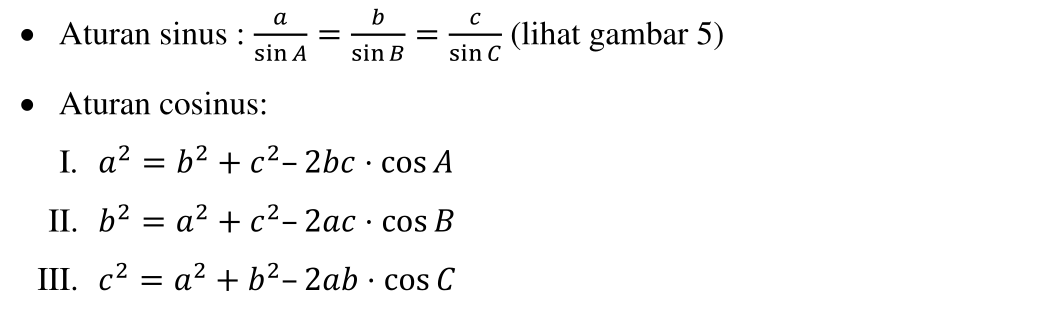 • Aturan sinus : a/sin A = b/sin B = c/sin C (lihat gambar 5)
• Aturan cosinus:
I. a² = b² + c²– 2bc · cos A
II. b² = a² + c²– 2ac · cos B
III. c² = a² + b²– 2ab · cos C